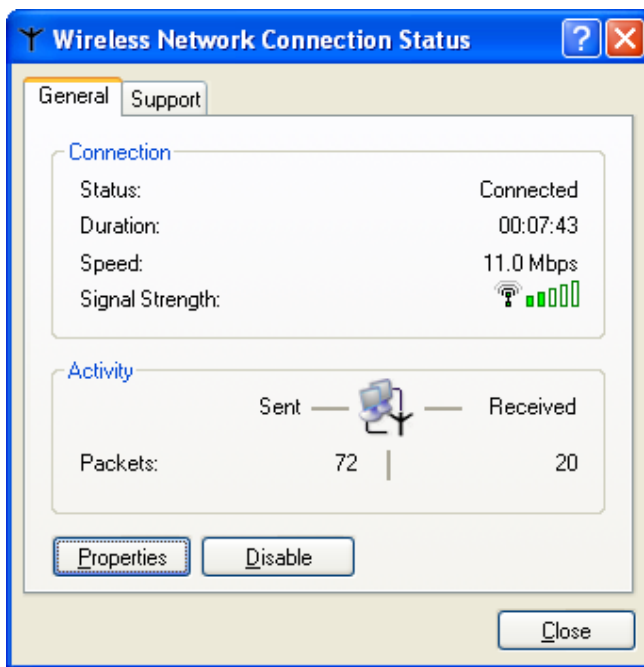 Wireless Network Connection Status
General Support
Connection
Status: Connected
Duration: 00:07:43
Speed: 11.0 Mbps
Signal Strength:
Activity
Sent Received
Packets: 72 20
Properties Disable
Close